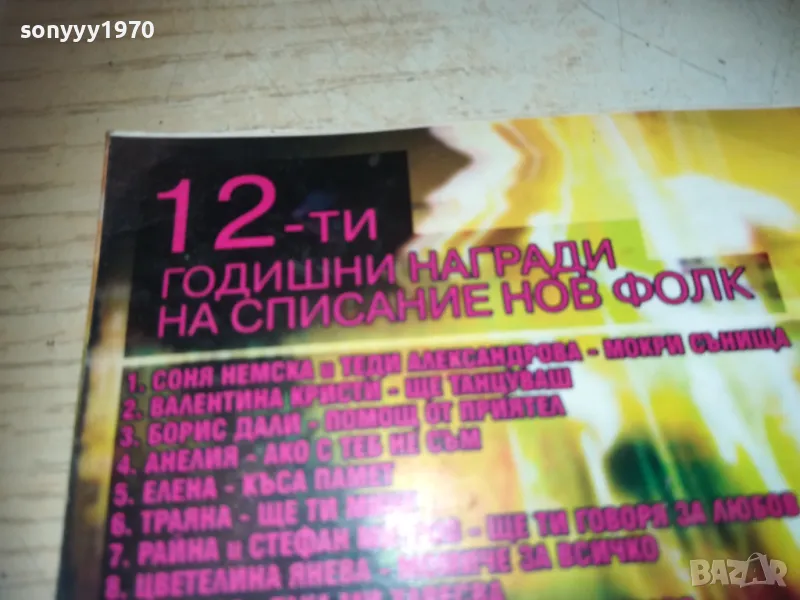 sonyyy1970
12-ти
ГОДИШНИ НАГРАДИ
НА СПИСАНИЕ НОВ ФОЛК
1. СОНЯ НЕМСКА и ТЕДИ АЛЕКСАНДРОВА - МОКРИ СЪНИЩА
2. ВАЛЕНТИНА КРИСТИ - ЩЕ ТАНЦУВАШ
3. БОРИС ДАЛИ - ПОМОЩ ОТ ПРИЯТЕЛ
4. АНЕЛИЯ - АКО С ТЕБ НЕ СЪМ
5. ЕЛЕНА - КЪСА ПАМЕТ
6. ТРАЯНА - ЩЕ ТИ
7. РАЙНА и СТЕФАН - ЩЕ ТИ ГОВОРЯ ЗА ЛЮБОВ
8. ЦВЕТЕЛИНА ЯНЕВА - ЗА ВСИЧКО
BAZAR